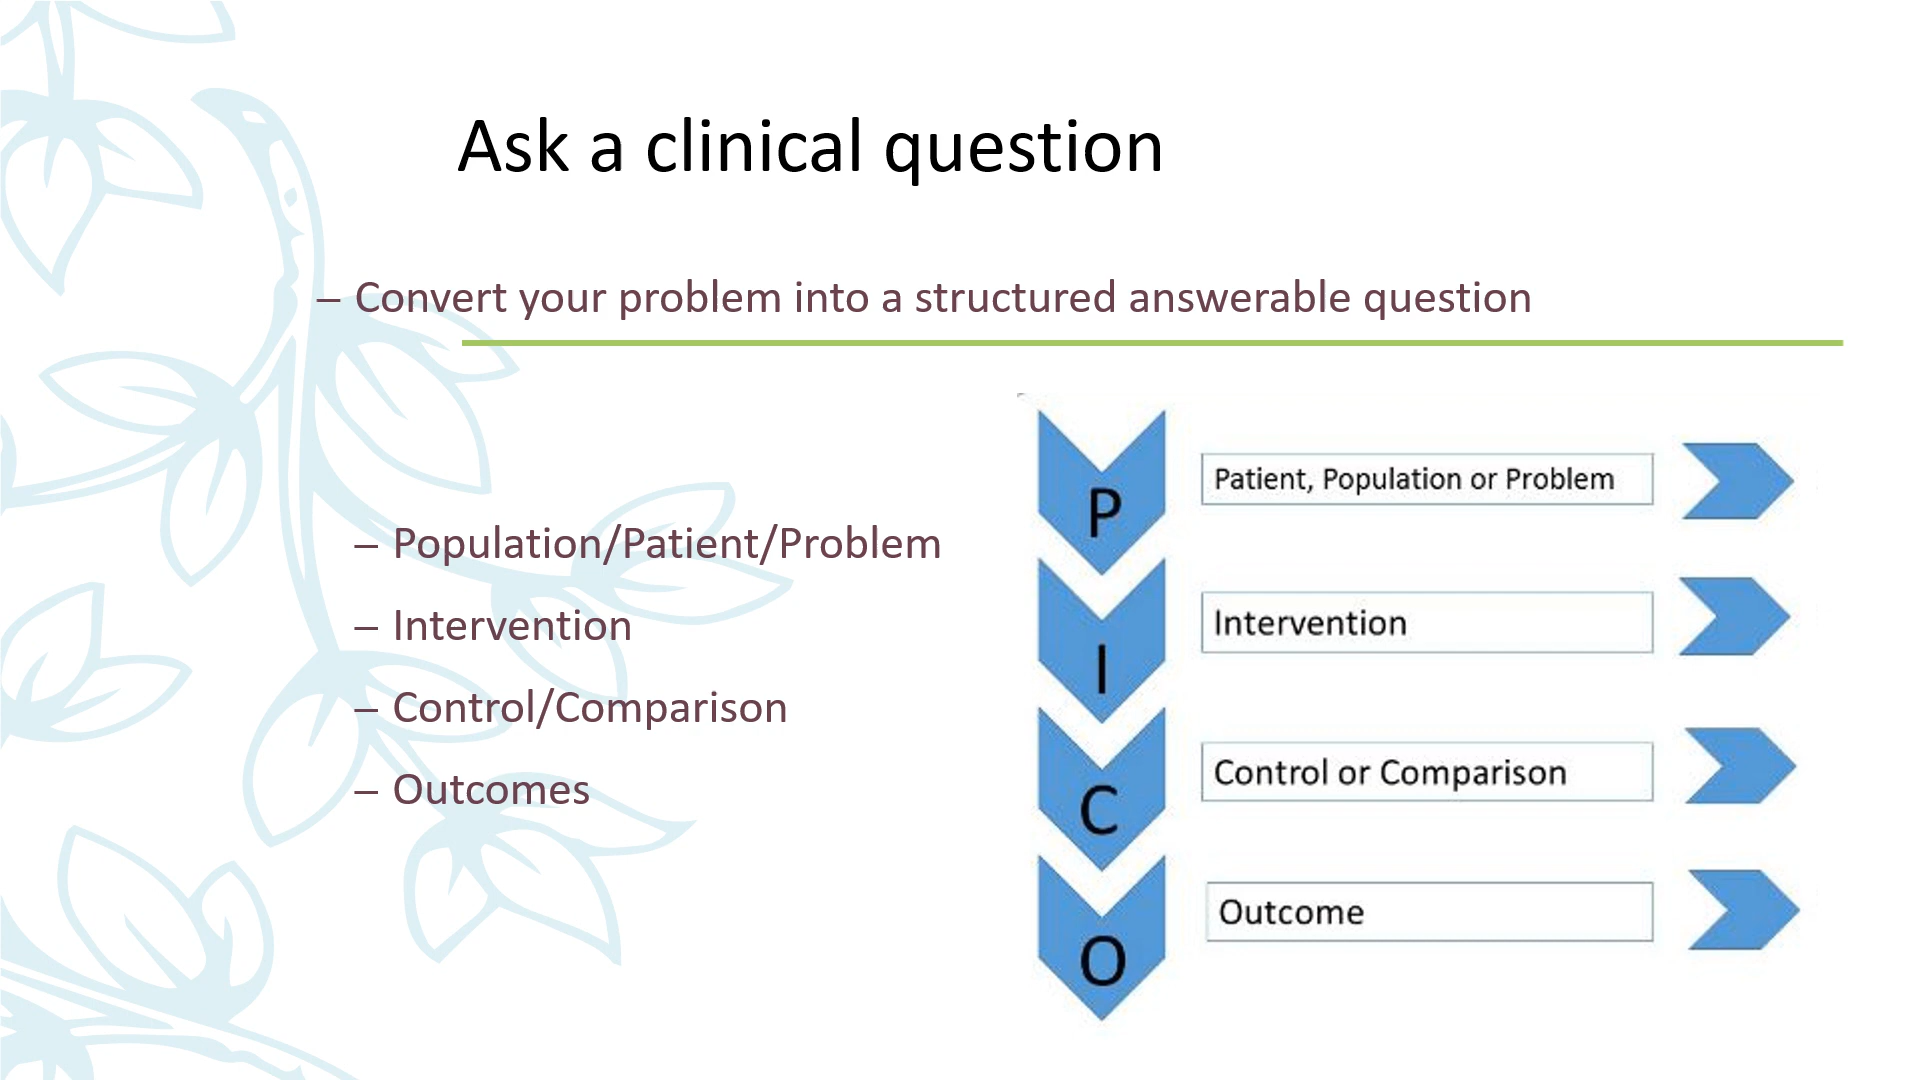 Ask a clinical question
– Convert your problem into a structured answerable question
– Population/Patient/Problem
– Intervention
– Control/Comparison
– Outcomes
P
Patient, Population or Problem
I
Intervention
C
Control or Comparison
O
Outcome